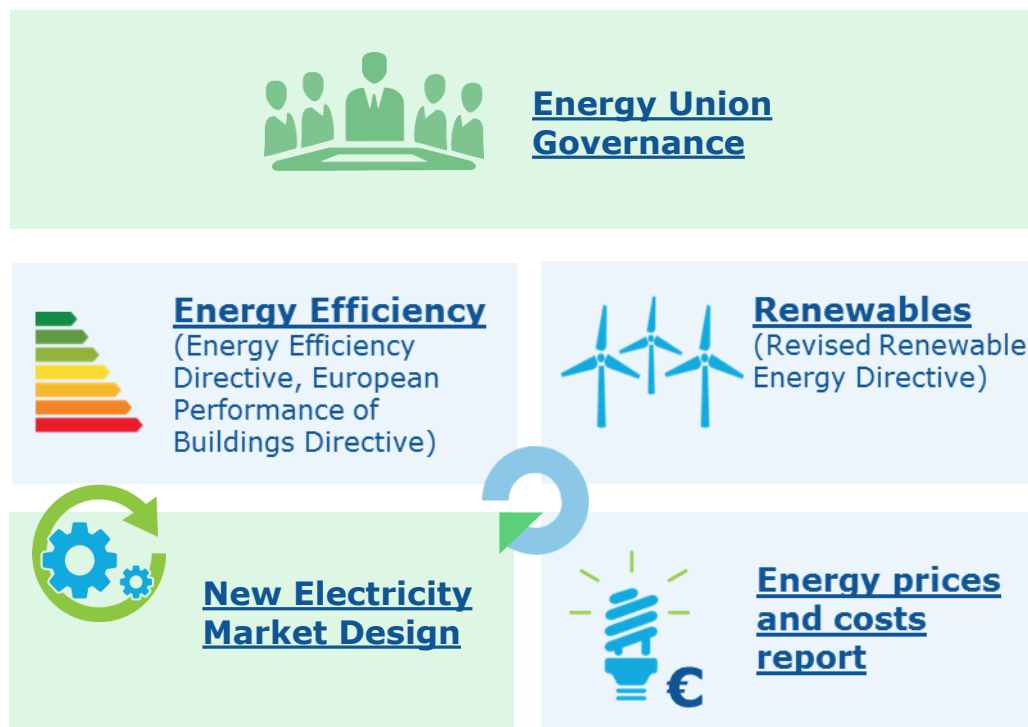 Energy Union
Governance
Energy Efficiency
(Energy Efficiency
Directive, European
Performance of
Buildings Directive)
Renewables
(Revised Renewable
Energy Directive)
New Electricity
Market Design
Energy prices
and costs
report
€